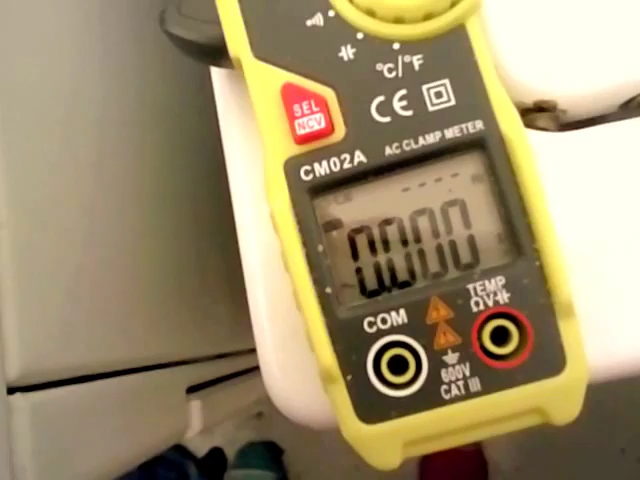 °C/°F
CE
SEL
NCV
CM02A AC CLAMP METER
0.000
COM
TEMP
ΩV
600V
CAT III